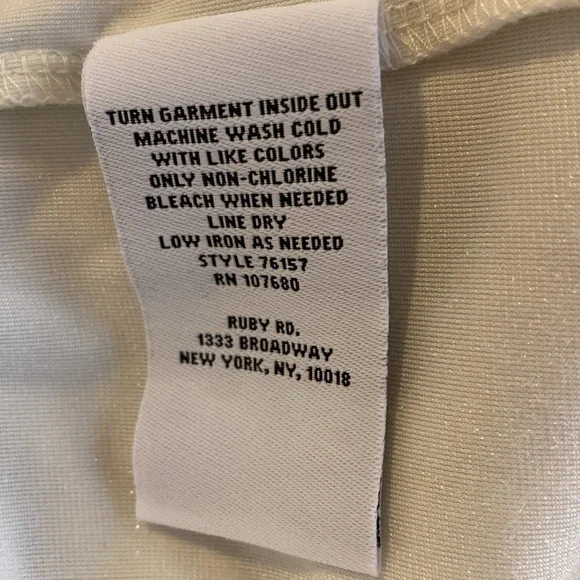 TURN GARMENT INSIDE OUT
MACHINE WASH COLD
WITH LIKE COLORS
ONLY NON-CHLORINE
BLEACH WHEN NEEDED
LINE DRY
LOW IRON AS NEEDED
STYLE 76157
RN 107680
RUBY RD.
1333 BROADWAY
NEW YORK, NY, 10018